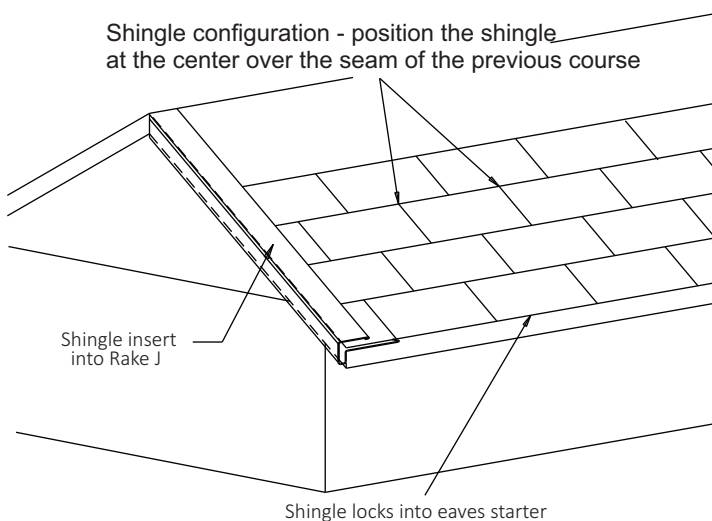 Shingle configuration - position the shingle
at the center over the seam of the previous course
Shingle insert
into Rake J
Shingle locks into eaves starter